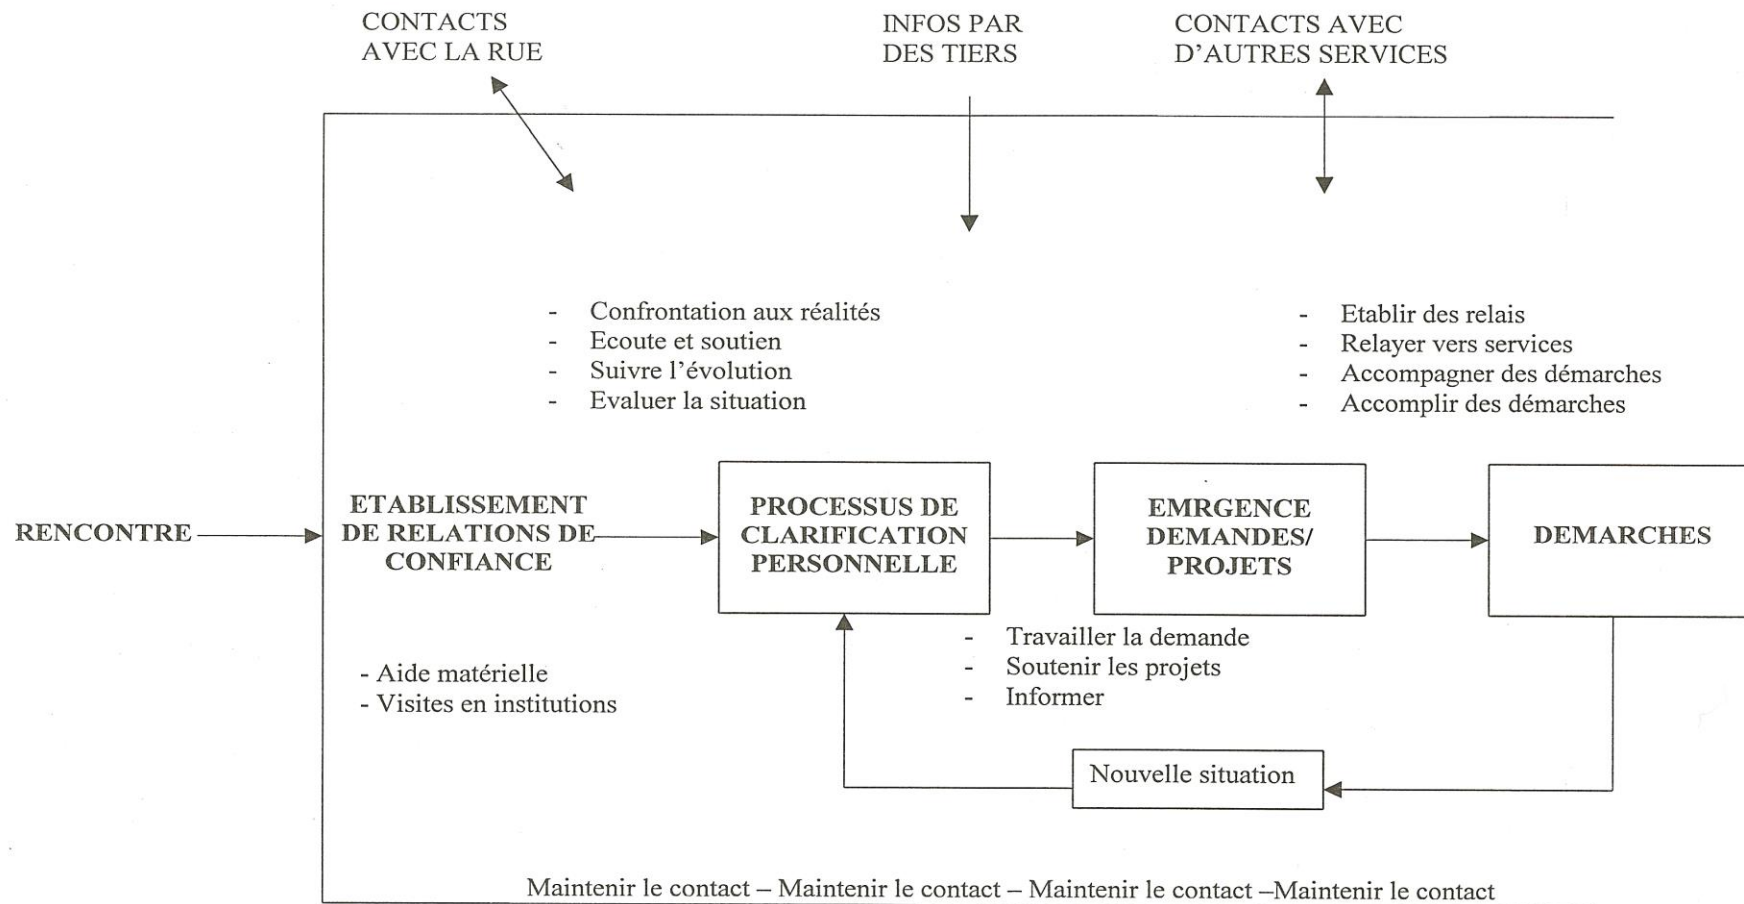 CONTACTS
AVEC LA RUE
INFOS PAR
DES TIERS
CONTACTS AVEC
D'AUTRES SERVICES
- Confrontation aux réalités
- Ecoute et soutien
- Suivre l'évolution
- Evaluer la situation
- Etablir des relais
- Relayer vers services
- Accompagner des démarches
- Accomplir des démarches
RENCONTRE
ETABLISSEMENT
DE RELATIONS DE
CONFIANCE
PROCESSUS DE
CLARIFICATION
PERSONNELLE
EMRGENCE
DEMANDES/
PROJETS
DEMARCHES
- Aide matérielle
- Visites en institutions
- Travailler la demande
- Soutenir les projets
- Informer
Nouvelle situation
Maintenir le contact – Maintenir le contact – Maintenir le contact –Maintenir le contact